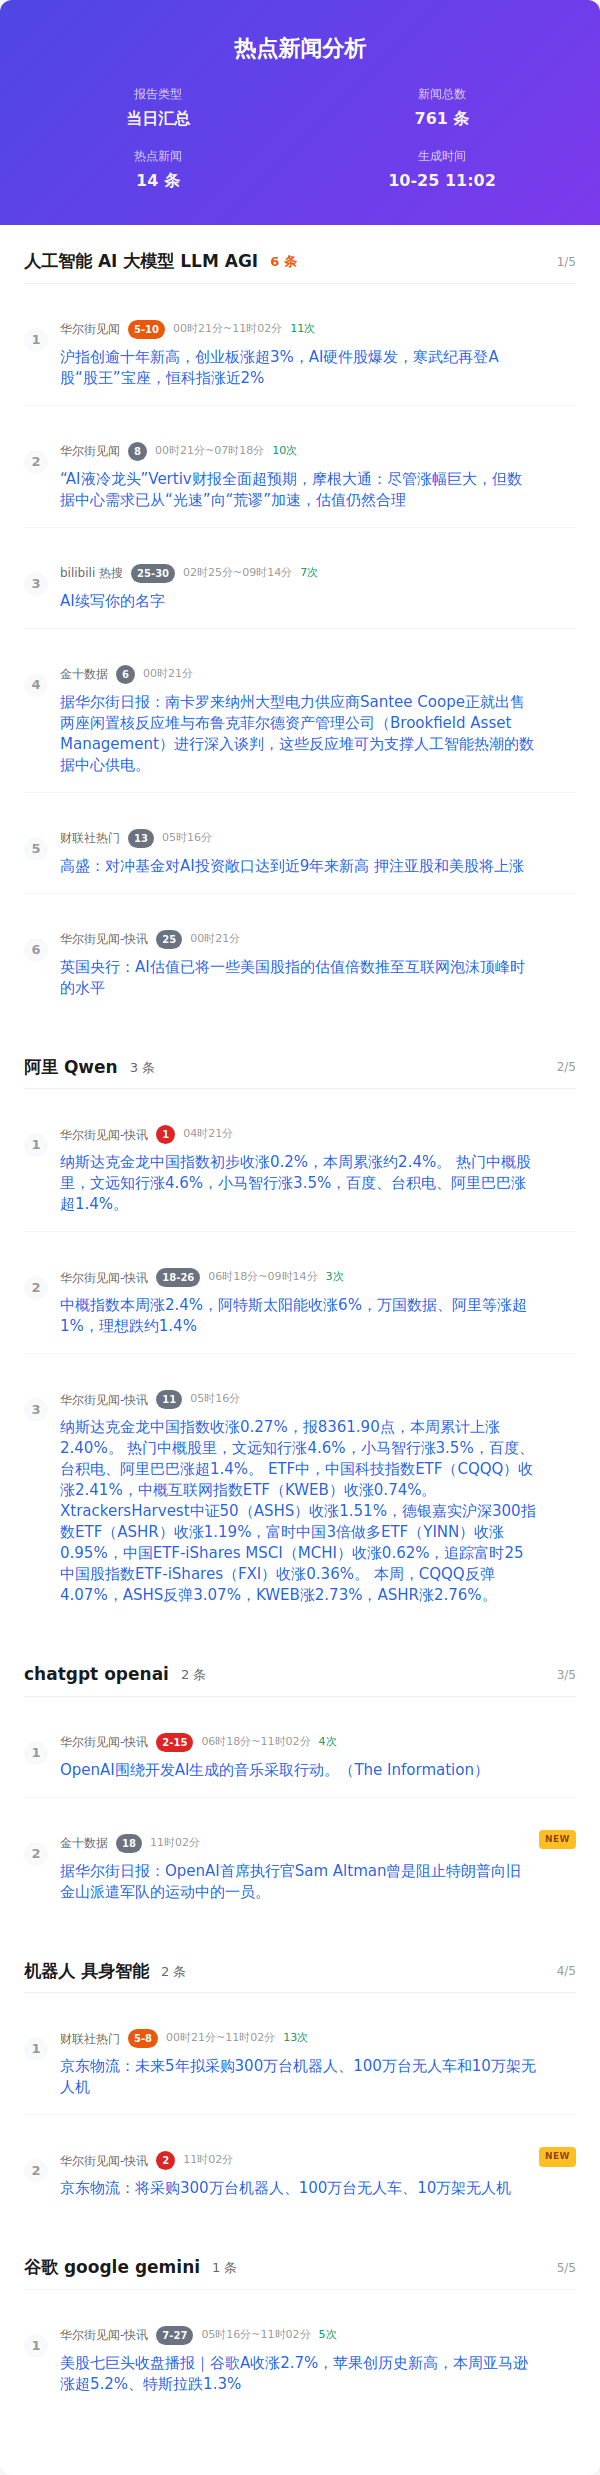 热点新闻分析
报告类型
新闻总数
当日汇总
761 条
热点新闻
生成时间
14 条
10-25 11:02
人工智能 AI 大模型 LLM AGI 6 条 1/5
1
华尔街见闻 5-10 00时21分~11时02分 11次
沪指创逾十年新高，创业板涨超3%，AI硬件股爆发，寒武纪再登A
股“股王”宝座，恒科指涨近2%
2
华尔街见闻 8 00时21分~07时18分 10次
“AI液冷龙头”Vertiv财报全面超预期，摩根大通：尽管涨幅巨大，但数
据中心需求已从“光速”向“荒谬”加速，估值仍然合理
3
bilibili 热搜 25-30 02时25分~09时14分 7次
AI续写你的名字
4
金十数据 6 00时21分
据华尔街日报：南卡罗来纳州大型电力供应商Santee Coope正就出售
两座闲置核反应堆与布鲁克菲尔德资产管理公司（Brookfield Asset
Management）进行深入谈判，这些反应堆可为支撑人工智能热潮的数
据中心供电。
5
财联社热门 13 05时16分
高盛：对冲基金对AI投资敞口达到近9年来新高 押注亚股和美股将上涨
6
华尔街见闻-快讯 25 00时21分
英国央行：AI估值已将一些美国股指的估值倍数推至互联网泡沫顶峰时
的水平
阿里 Qwen 3 条 2/5
1
华尔街见闻-快讯 1 04时21分
纳斯达克金龙中国指数初步收涨0.2%，本周累涨约2.4%。 热门中概股
里，文远知行涨4.6%，小马智行涨3.5%，百度、台积电、阿里巴巴涨
超1.4%。
2
华尔街见闻-快讯 18-26 06时18分~09时14分 3次
中概指数本周涨2.4%，阿特斯太阳能收涨6%，万国数据、阿里等涨超
1%，理想跌约1.4%
3
华尔街见闻-快讯 11 05时16分
纳斯达克金龙中国指数收涨0.27%，报8361.90点，本周累计上涨
2.40%。 热门中概股里，文远知行涨4.6%，小马智行涨3.5%，百度、
台积电、阿里巴巴涨超1.4%。 ETF中，中国科技指数ETF（CQQQ）收
涨2.41%，中概互联网指数ETF（KWEB）收涨0.74%。
XtrackersHarvest中证50（ASHS）收涨1.51%，德银嘉实沪深300指
数ETF（ASHR）收涨1.19%，富时中国3倍做多ETF（YINN）收涨
0.95%，中国ETF-iShares MSCI（MCHI）收涨0.62%，追踪富时25
中国股指数ETF-iShares（FXI）收涨0.36%。 本周，CQQQ反弹
4.07%，ASHS反弹3.07%，KWEB涨2.73%，ASHR涨2.76%。
chatgpt openai 2 条 3/5
1
华尔街见闻-快讯 2-15 06时18分~11时02分 4次
OpenAI围绕开发AI生成的音乐采取行动。（The Information）
2
金十数据 18 11时02分 NEW
据华尔街日报：OpenAI首席执行官Sam Altman曾是阻止特朗普向旧
金山派遣军队的运动中的一员。
机器人 具身智能 2 条 4/5
1
财联社热门 5-8 00时21分~11时02分 13次
京东物流：未来5年拟采购300万台机器人、100万台无人车和10万架无
人机
2
华尔街见闻-快讯 2 11时02分 NEW
京东物流：将采购300万台机器人、100万台无人车、10万架无人机
谷歌 google gemini 1 条 5/5
1
华尔街见闻-快讯 7-27 05时16分~11时02分 5次
美股七巨头收盘播报｜谷歌A收涨2.7%，苹果创历史新高，本周亚马逊
涨超5.2%、特斯拉跌1.3%